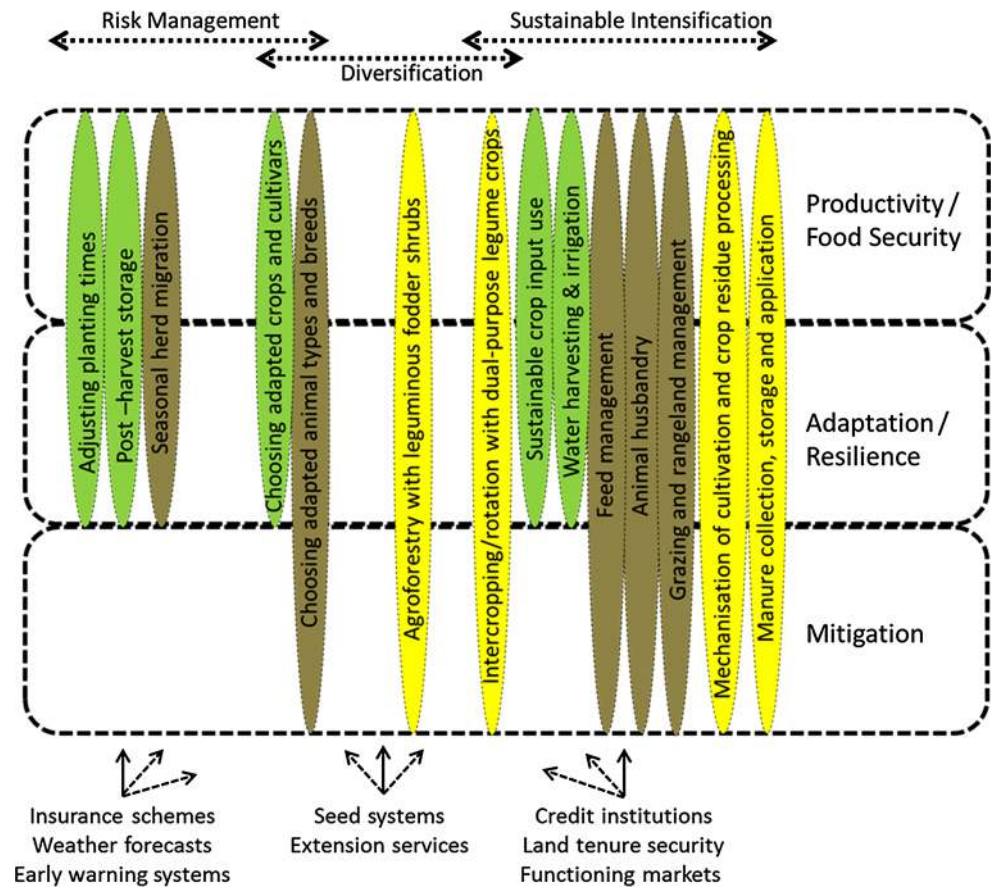 Risk Management
Sustainable Intensification
Diversification
Adjusting planting times
Post –harvest storage
Seasonal herd migration
Choosing adapted crops and cultivars
Choosing adapted animal types and breeds
Agroforestry with leguminous fodder shrubs
Intercropping/rotation with dual-purpose legume crops
Sustainable crop input use
Water harvesting & irrigation
Feed management
Animal husbandry
Grazing and rangeland management
Mechanisation of cultivation and crop residue processing
Manure collection, storage and application
Productivity /
Food Security
Adaptation /
Resilience
Mitigation
Insurance schemes
Weather forecasts
Early warning systems
Seed systems
Extension services
Credit institutions
Land tenure security
Functioning markets